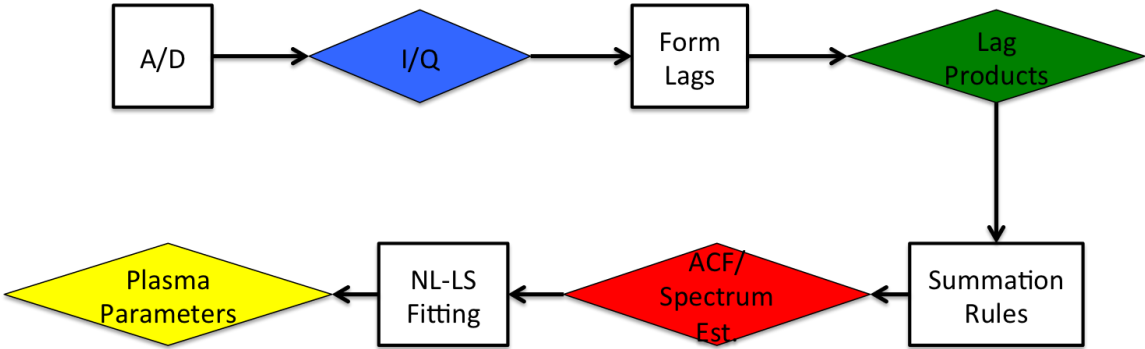 A/D
I/Q
Form
Lags
Lag
Products
Plasma
Parameters
NL-LS
Fitting
ACF/
Spectrum
Est.
Summation
Rules